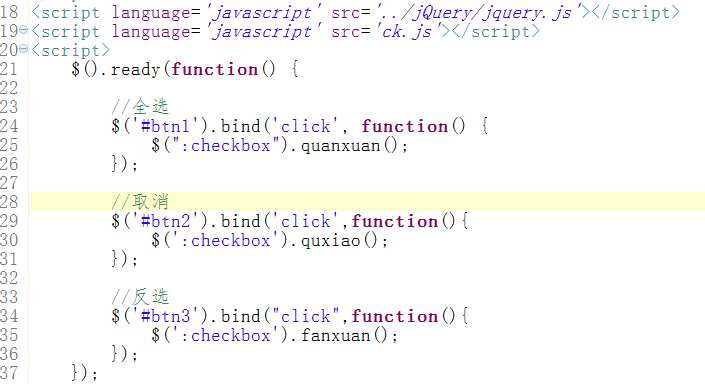 18 <script language='javascript' src='../jQuery/jquery.js'></script>
19 <script language='javascript' src='ck.js'></script>
20 <script>
21     $().ready(function() {
22
23         //全选
24         $('#btn1').bind('click', function() {
25             $(":checkbox").quanxuan();
26         });
27
28         //取消
29         $('#btn2').bind('click',function(){
30             $(':checkbox').quxiao();
31         });
32
33         //反选
34         $('#btn3').bind("click",function(){
35             $(':checkbox').fanxuan();
36         });
37     });